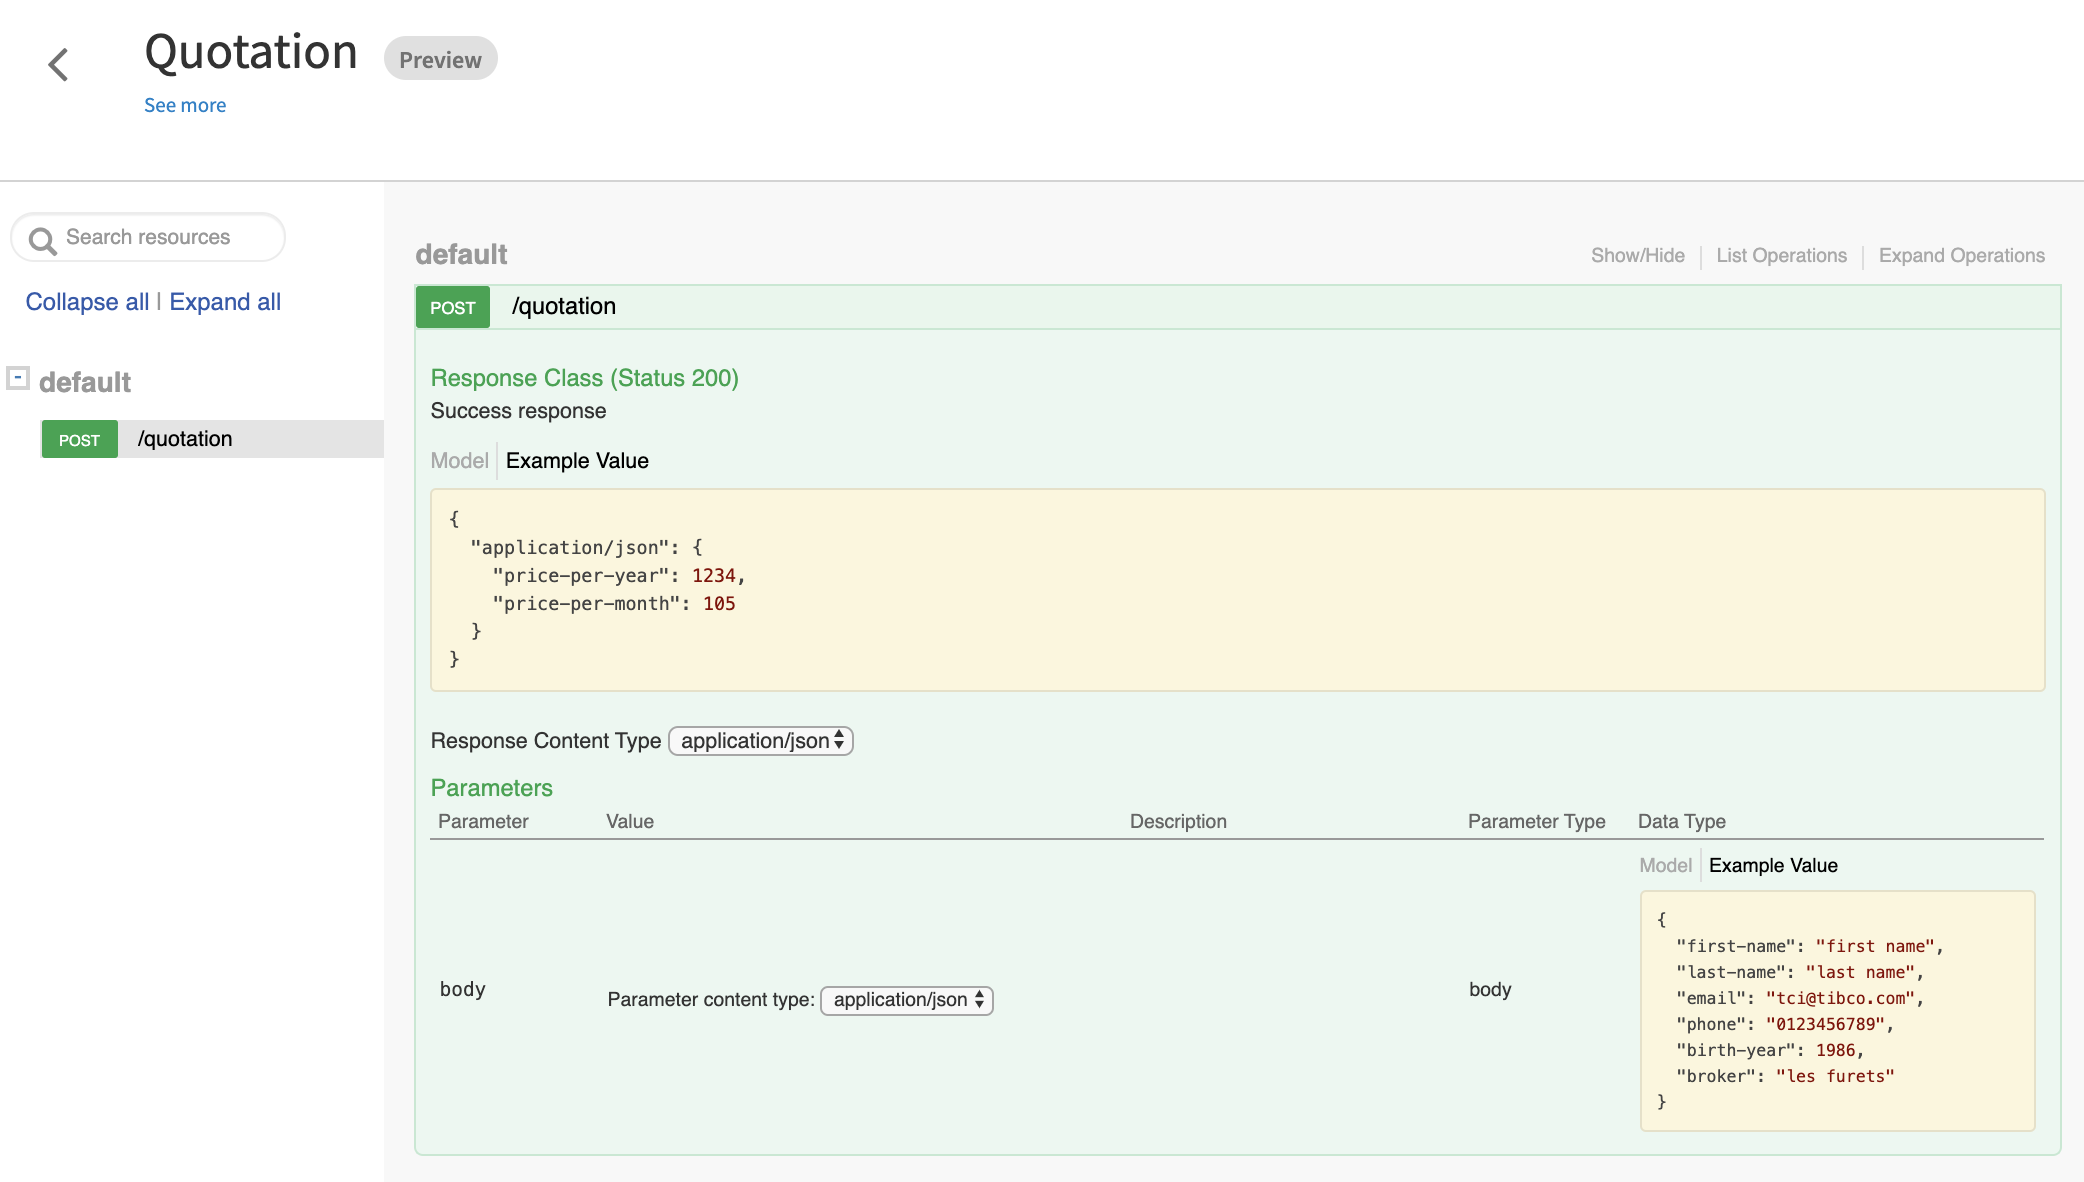 Quotation Preview
See more
Search resources
Collapse all | Expand all
- default
POST /quotation
default
Show/Hide | List Operations | Expand Operations
POST /quotation
Response Class (Status 200)
Success response
Model | Example Value
{
  "application/json": {
    "price-per-year": 1234,
    "price-per-month": 105
  }
}
Response Content Type application/json
Parameters
Parameter Value Description Parameter Type Data Type
body
Parameter content type: application/json
body
Model | Example Value
{
  "first-name": "first name",
  "last-name": "last name",
  "email": "tci@tibco.com",
  "phone": "0123456789",
  "birth-year": 1986,
  "broker": "les furets"
}